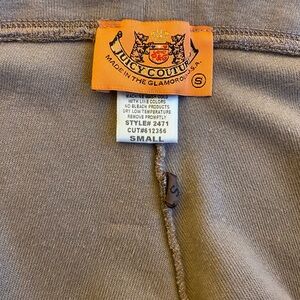 JUICY COUTURE
MADE IN THE GLAMOROUS U.S.A.
S
WITH LIKE COLORS
NO BLEACH PRODUCTS
DRY LOW TEMPERATURE
REMOVE PROMPTLY
STYLE# 2471
CUT#612356
SMALL